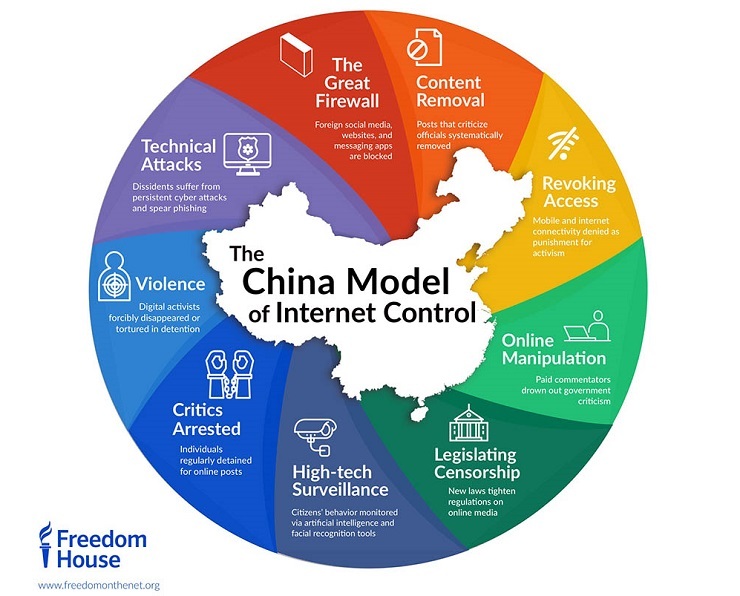 The
Great
Firewall
Foreign social media,
websites, and
messaging apps
are blocked
Content
Removal
Posts that criticize
officials systematically
removed
Revoking
Access
Mobile and internet
connectivity denied as
punishment for
activism
Online
Manipulation
Paid commentators
drown out government
criticism
Legislating
Censorship
New laws tighten
regulations on
online media
High-tech
Surveillance
Citizens' behavior monitored
via artificial intelligence and
facial recognition tools
Critics
Arrested
Individuals
regularly detained
for online posts
Violence
Digital activists
forcibly disappeared or
tortured in detention
Technical
Attacks
Dissidents suffer from
persistent cyber attacks
and spear phishing
The
China Model
of Internet Control
Freedom
House
www.freedomonthenet.org